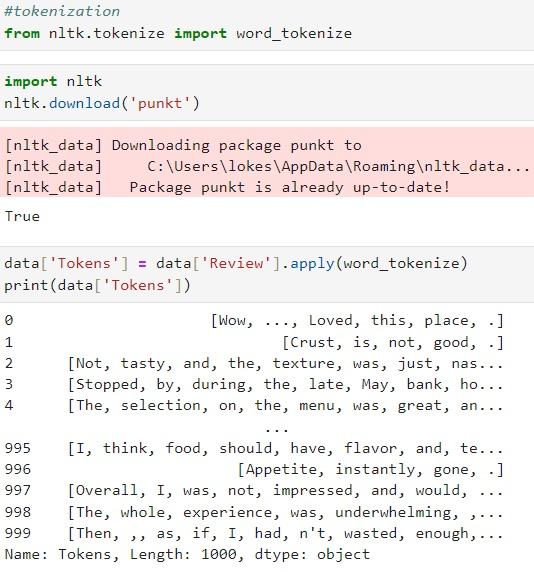 #tokenization
from nltk.tokenize import word_tokenize
import nltk
nltk.download('punkt')
[nltk_data] Downloading package punkt to
[nltk_data]     C:\Users\lokes\AppData\Roaming\nltk_data...
[nltk_data]   Package punkt is already up-to-date!
True
data['Tokens'] = data['Review'].apply(word_tokenize)
print(data['Tokens'])
0                      [Wow, ..., Loved, this, place, .]
1                              [Crust, is, not, good, .]
2      [Not, tasty, and, the, texture, was, just, nas...
3      [Stopped, by, during, the, late, May, bank, ho...
4      [The, selection, on, the, menu, was, great, an...
                             ...
995    [I, think, food, should, have, flavor, and, te...
996                       [Appetite, instantly, gone, .]
997    [Overall, I, was, not, impressed, and, would, ...
998    [The, whole, experience, was, underwhelming, ,...
999    [Then, ,, as, if, I, had, n't, wasted, enough,...
Name: Tokens, Length: 1000, dtype: object